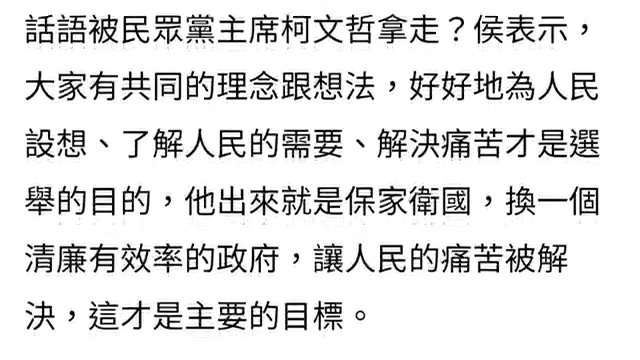 話語被民眾黨主席柯文哲拿走？侯表示，
大家有共同的理念跟想法，好好地為人民
設想、了解人民的需要、解決痛苦才是選
舉的目的，他出來就是保家衛國，換一個
清廉有效率的政府，讓人民的痛苦被解
決，這才是主要的目標。